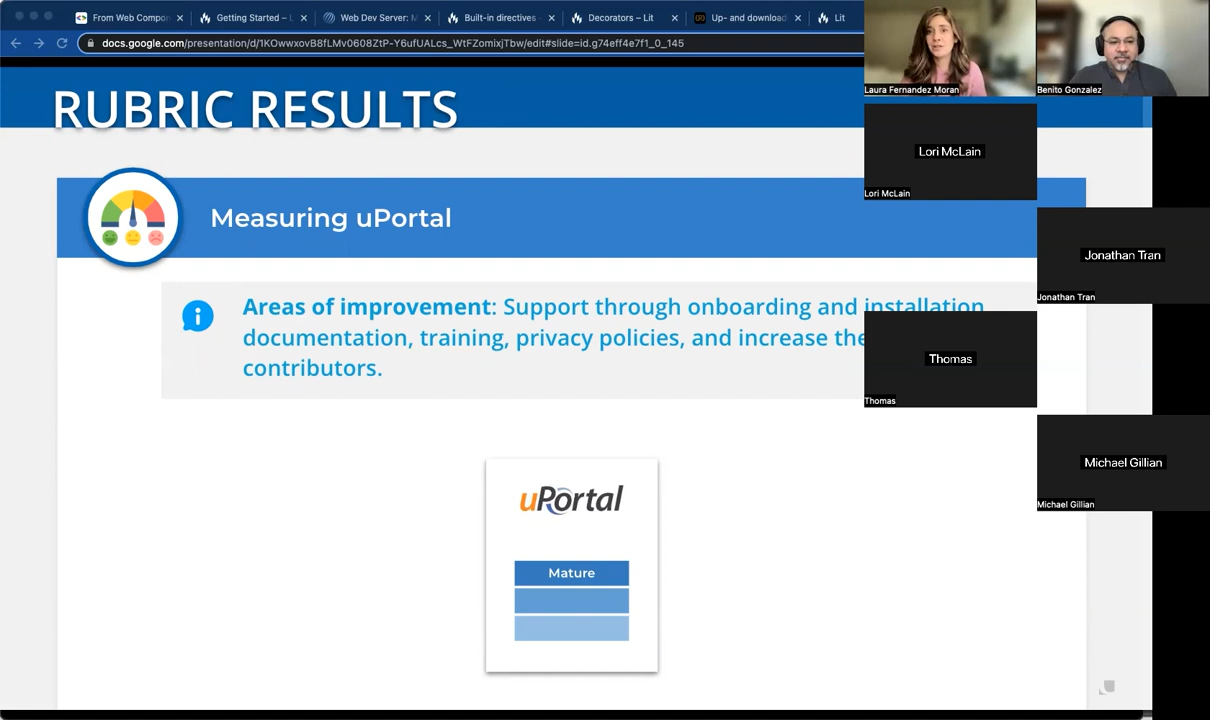 From Web Compon
Getting Started – L
Web Dev Server: M
Built-in directives -
Decorators – Lit
Up- and download
Lit
docs.google.com/presentation/d/1KOwwxovB8fLMv0608ZtP-Y6ufUALcs_WtFZomixjTbw/edit#slide=id.g74eff4e7f1_0_145
Laura Fernandez Moran
Benito Gonzalez
RUBRIC RESULTS
Lori McLain
Lori McLain
Measuring uPortal
Jonathan Tran
Jonathan Tran
Areas of improvement: Support through onboarding and installation
documentation, training, privacy policies, and increase the
contributors.
Thomas
Thomas
Michael Gillian
Michael Gillian
uPortal
Mature